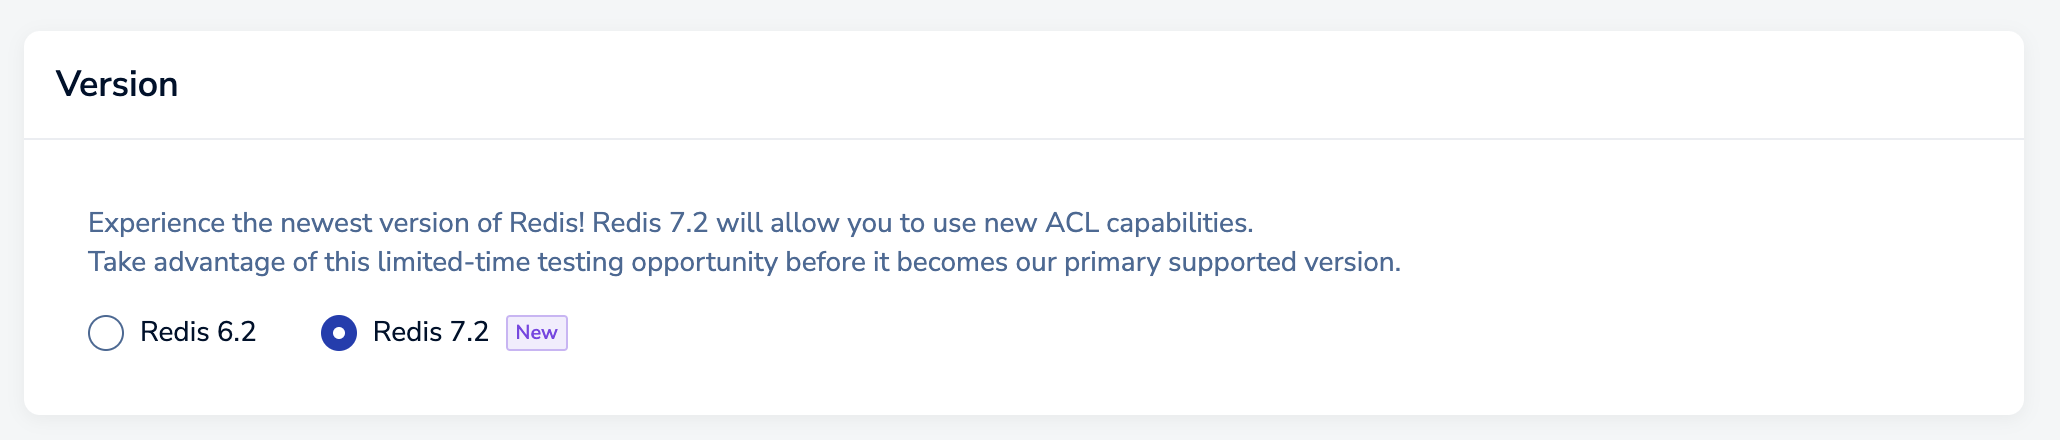 Version
Experience the newest version of Redis! Redis 7.2 will allow you to use new ACL capabilities.
Take advantage of this limited-time testing opportunity before it becomes our primary supported version.
Redis 6.2 Redis 7.2 New